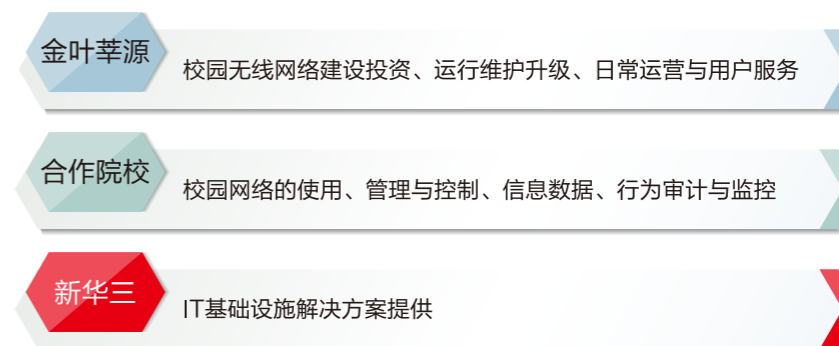 金叶莘源
校园无线网络建设投资、运行维护升级、日常运营与用户服务
合作院校
校园网络的使用、管理与控制、信息数据、行为审计与监控
新华三
IT基础设施解决方案提供